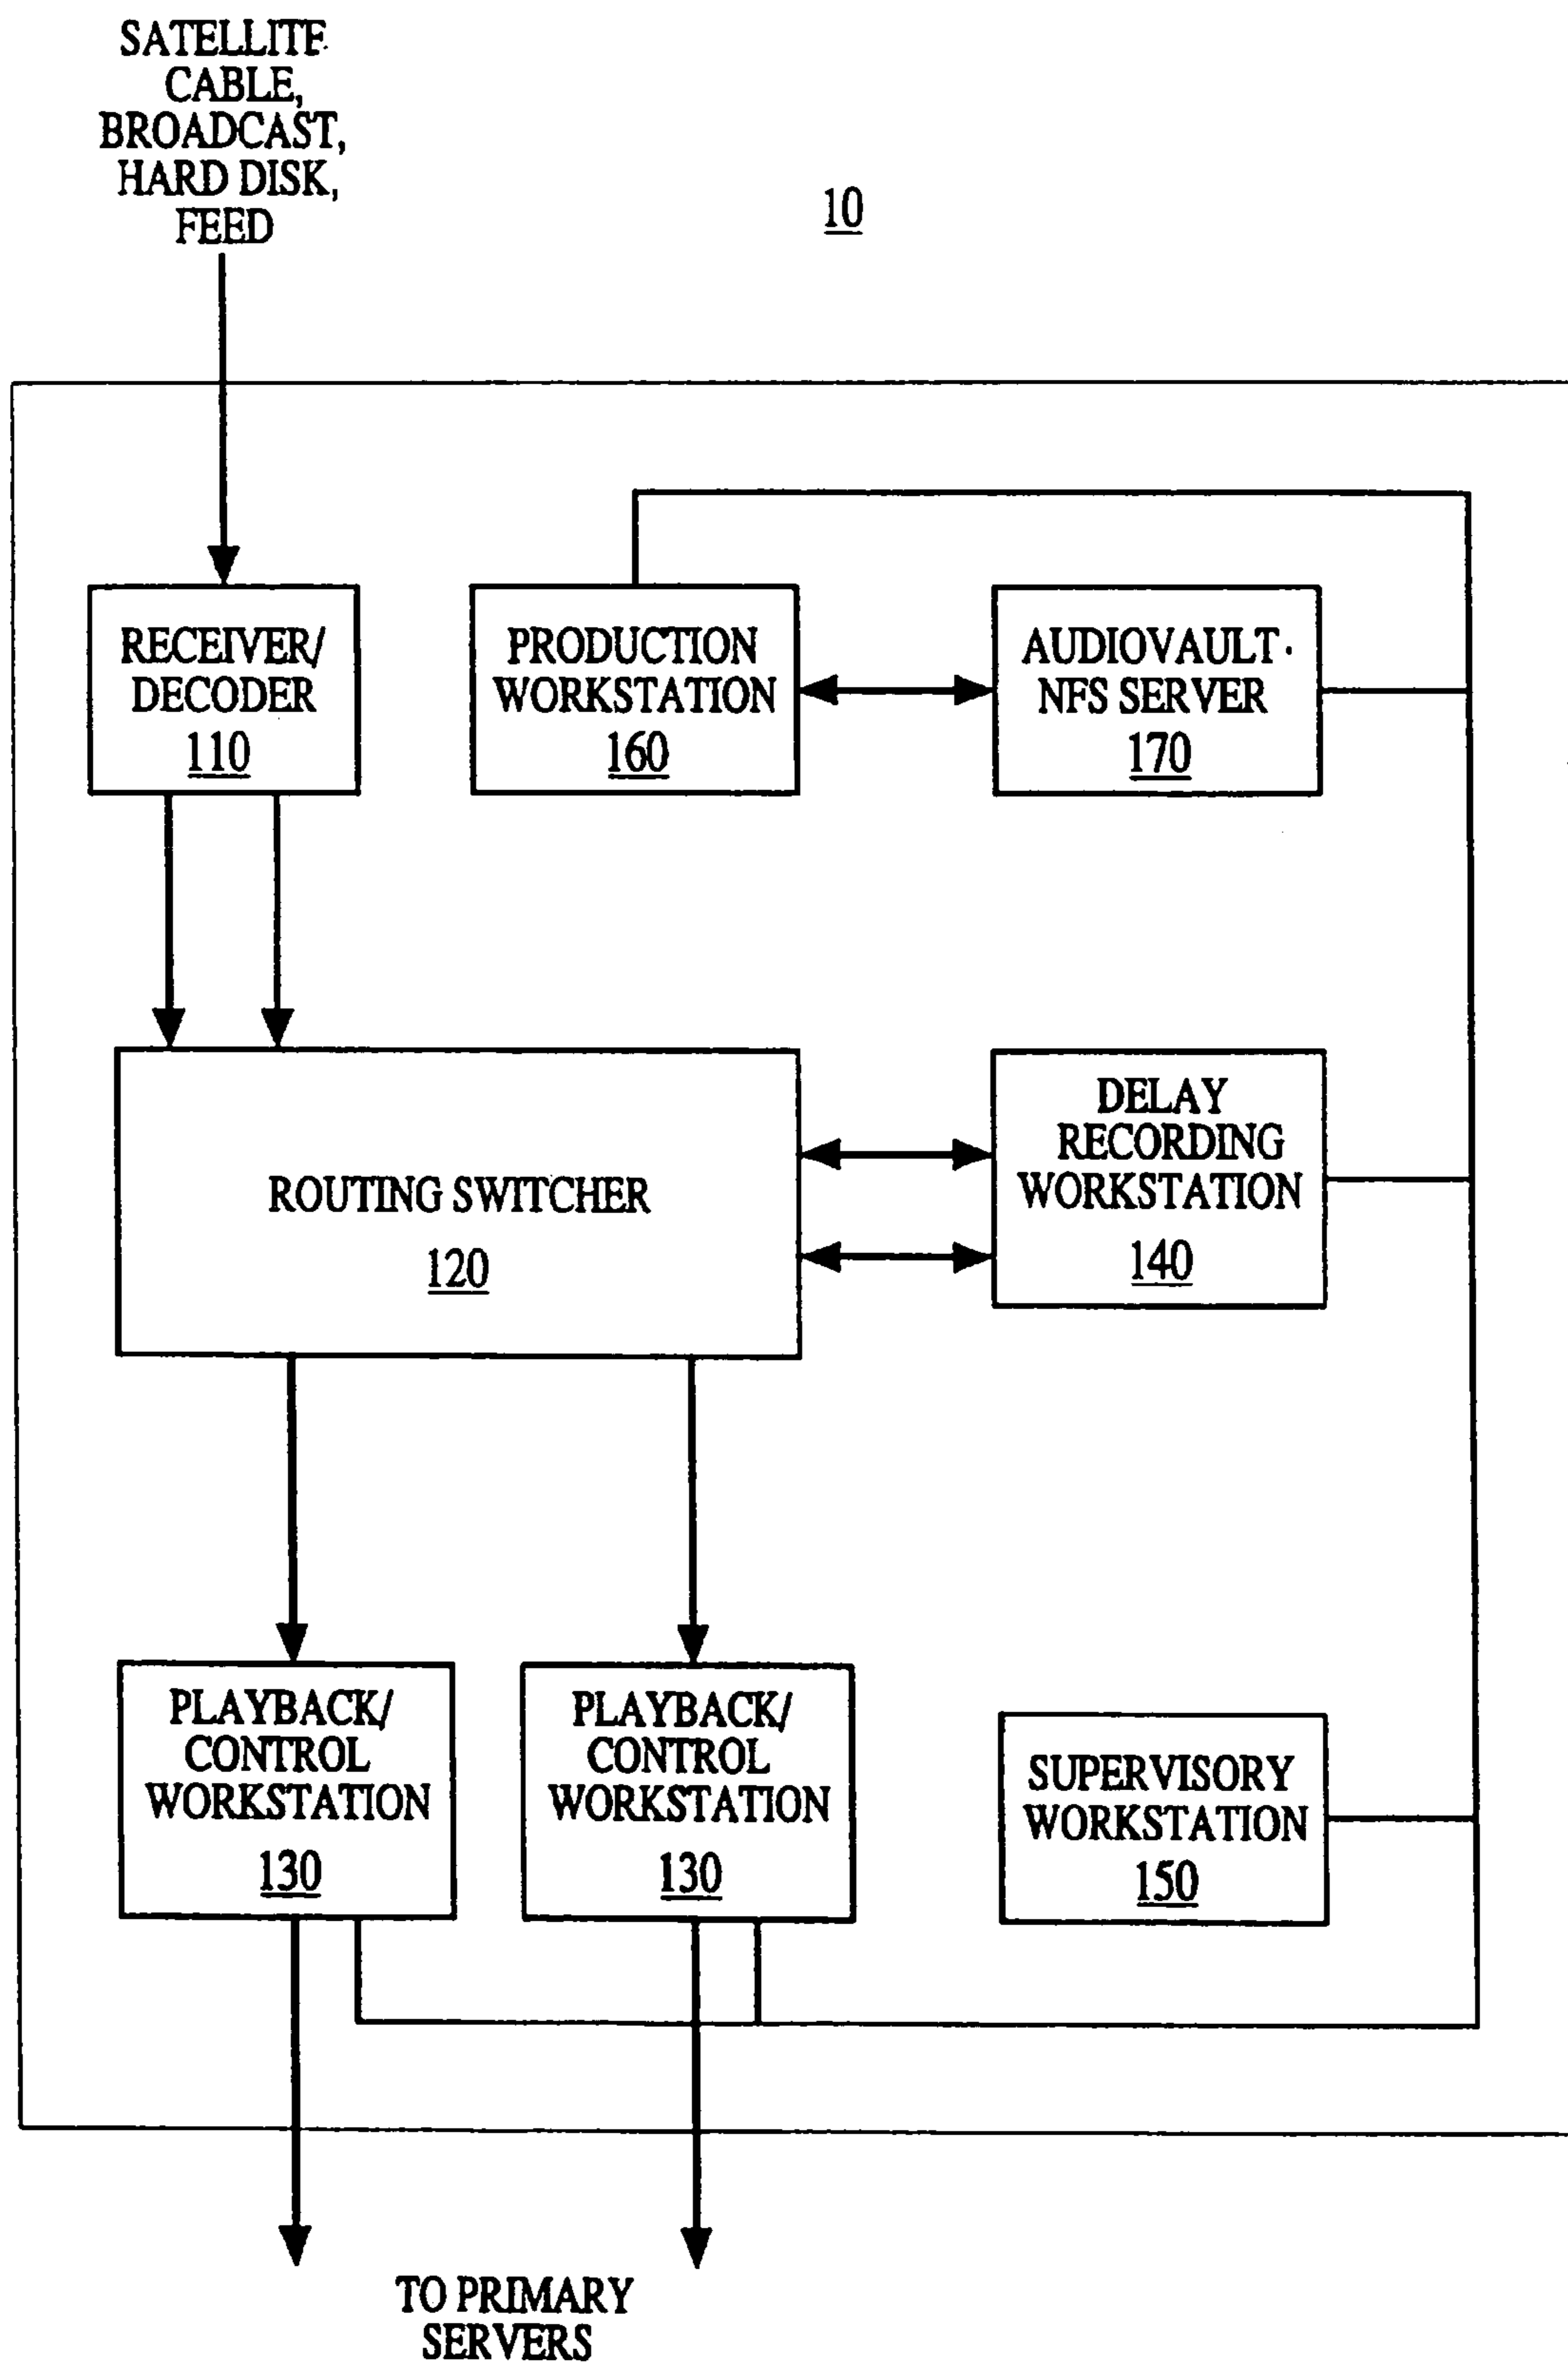 SATELLITE
CABLE,
BROADCAST,
HARD DISK,
FEED
10
RECEIVER/
DECODER
110
PRODUCTION
WORKSTATION
160
AUDIOVAULT
NFS SERVER
170
ROUTING SWITCHER
120
DELAY
RECORDING
WORKSTATION
140
PLAYBACK/
CONTROL
WORKSTATION
130
PLAYBACK/
CONTROL
WORKSTATION
130
SUPERVISORY
WORKSTATION
150
TO PRIMARY
SERVERS